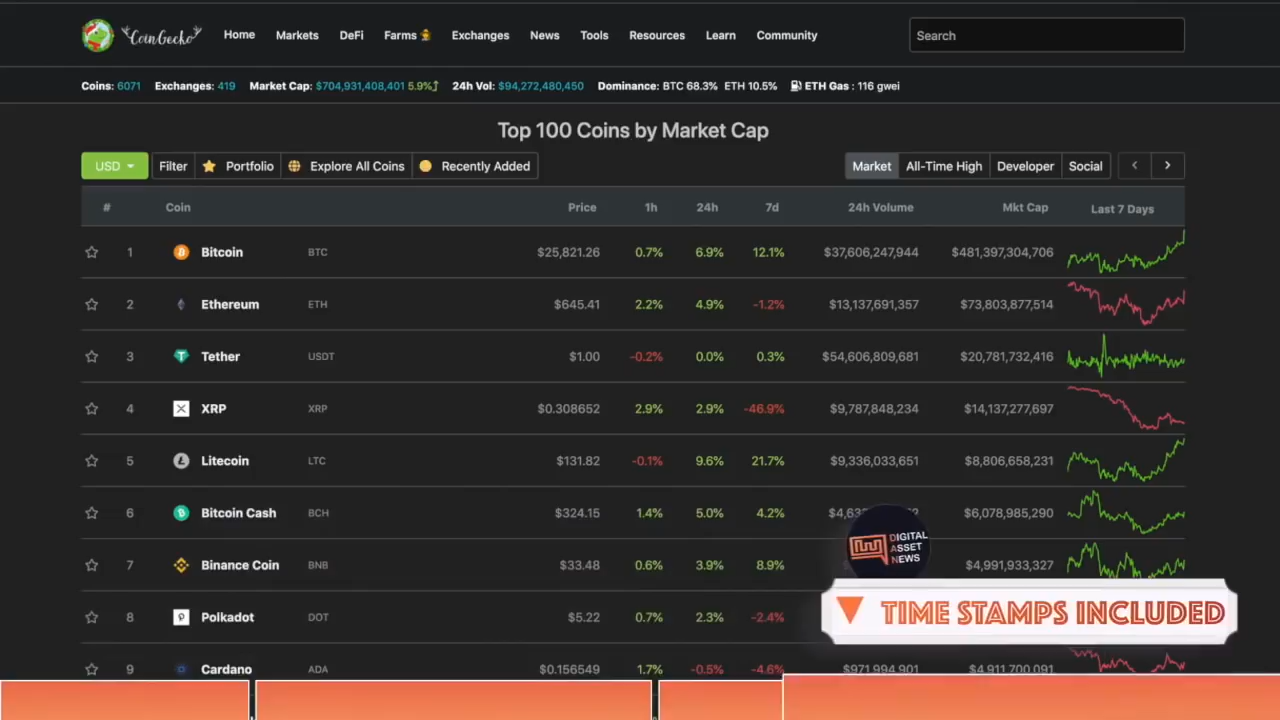 CoinGecko Home Markets DeFi Farms Exchanges News Tools Resources Learn Community Search
Coins: 6071 Exchanges: 419 Market Cap: $704,931,408,401 5.9% 24h Vol: $94,272,480,450 Dominance: BTC 68.3% ETH 10.5% ETH Gas: 116 gwei
Top 100 Coins by Market Cap
USD Filter Portfolio Explore All Coins Recently Added Market All-Time High Developer Social
# Coin Price 1h 24h 7d 24h Volume Mkt Cap Last 7 Days
1 Bitcoin BTC $25,821.26 0.7% 6.9% 12.1% $37,606,247,944 $481,397,304,706
2 Ethereum ETH $645.41 2.2% 4.9% -1.2% $13,137,691,357 $73,803,877,514
3 Tether USDT $1.00 -0.2% 0.0% 0.3% $54,606,809,681 $20,781,732,416
4 XRP XRP $0.308652 2.9% 2.9% -46.9% $9,787,848,234 $14,137,277,697
5 Litecoin LTC $131.82 -0.1% 9.6% 21.7% $9,336,033,651 $8,806,658,231
6 Bitcoin Cash BCH $324.15 1.4% 5.0% 4.2% $6,078,985,290
7 Binance Coin BNB $33.48 0.6% 3.9% 8.9% $4,991,933,327
DIGITAL
ASSET
NEWS
8 Polkadot DOT $5.22 0.7% 2.3% -2.4%
TIME STAMPS INCLUDED
9 Cardano ADA $0.156549 1.7% -0.5% -4.6% $971,994,901 $4,911,700,091